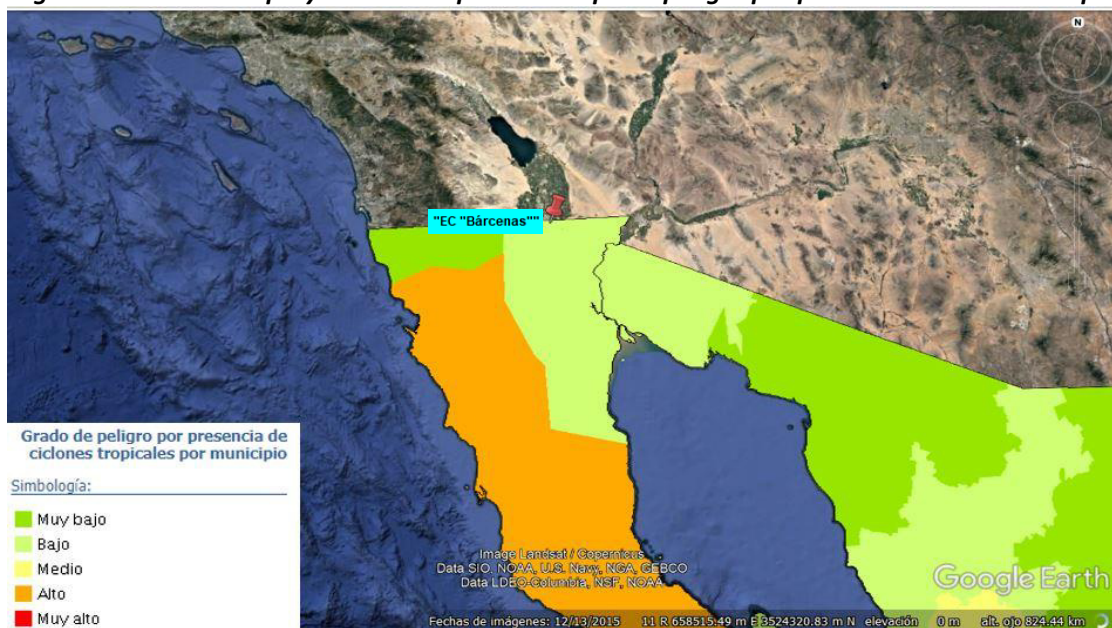 N
"EC "Bárcenas""
Grado de peligro por presencia de
ciclones tropicales por municipio
Simbología:
Muy bajo
Bajo
Medio
Alto
Muy alto
Image Landsat / Copernicus
Data SIO, NOAA, U.S. Navy, NGA, GEBCO
Data LDEO-Columbia, NSF, NOAA
Google Earth
Fechas de imágenes: 12/13/2015 11 R 658515.49 m E 3524320.83 m N elevación 0 m alt. ojo 824.44 km